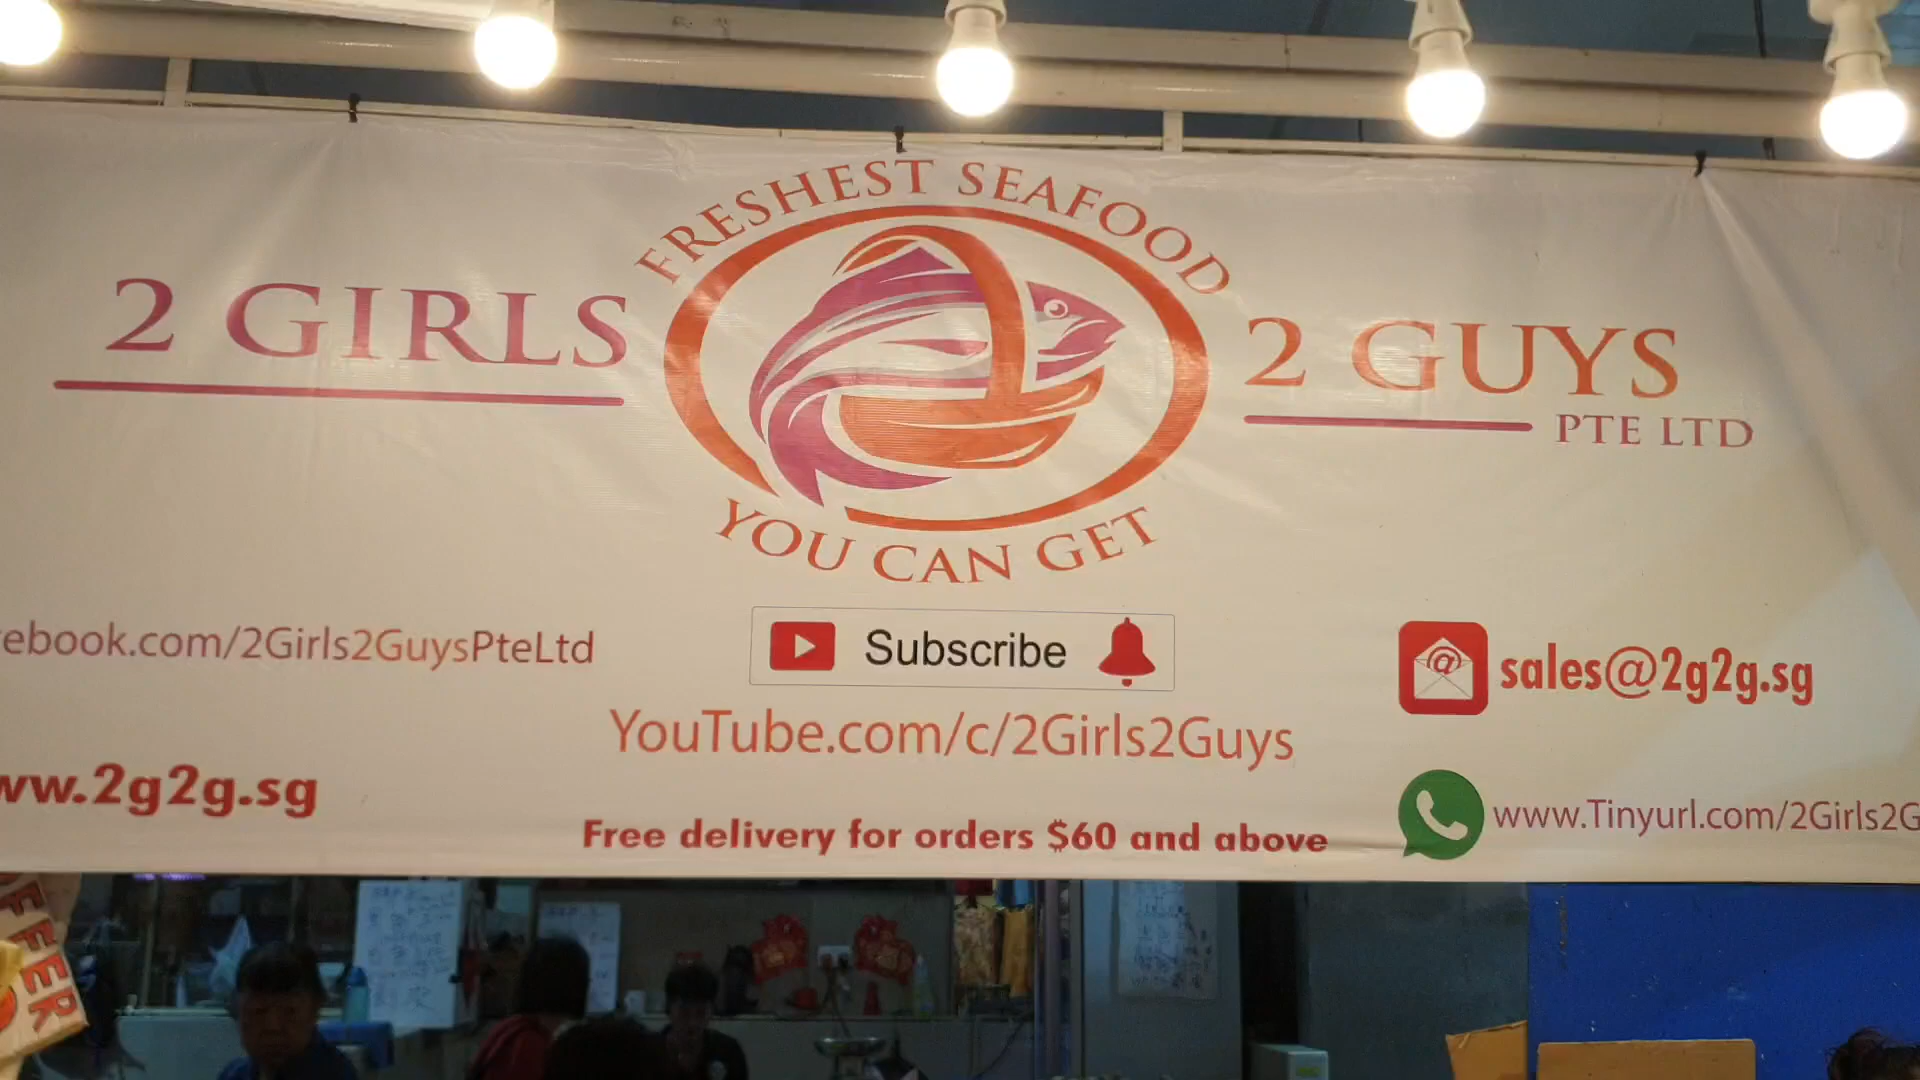 FRESHEST SEAFOOD
2 GIRLS
2 GUYS
PTE LTD
YOU CAN GET
ebook.com/2Girls2GuysPteLtd
Subscribe
sales@2g2g.sg
YouTube.com/c/2Girls2Guys
ww.2g2g.sg
www.Tinyurl.com/2Girls2G
Free delivery for orders $60 and above